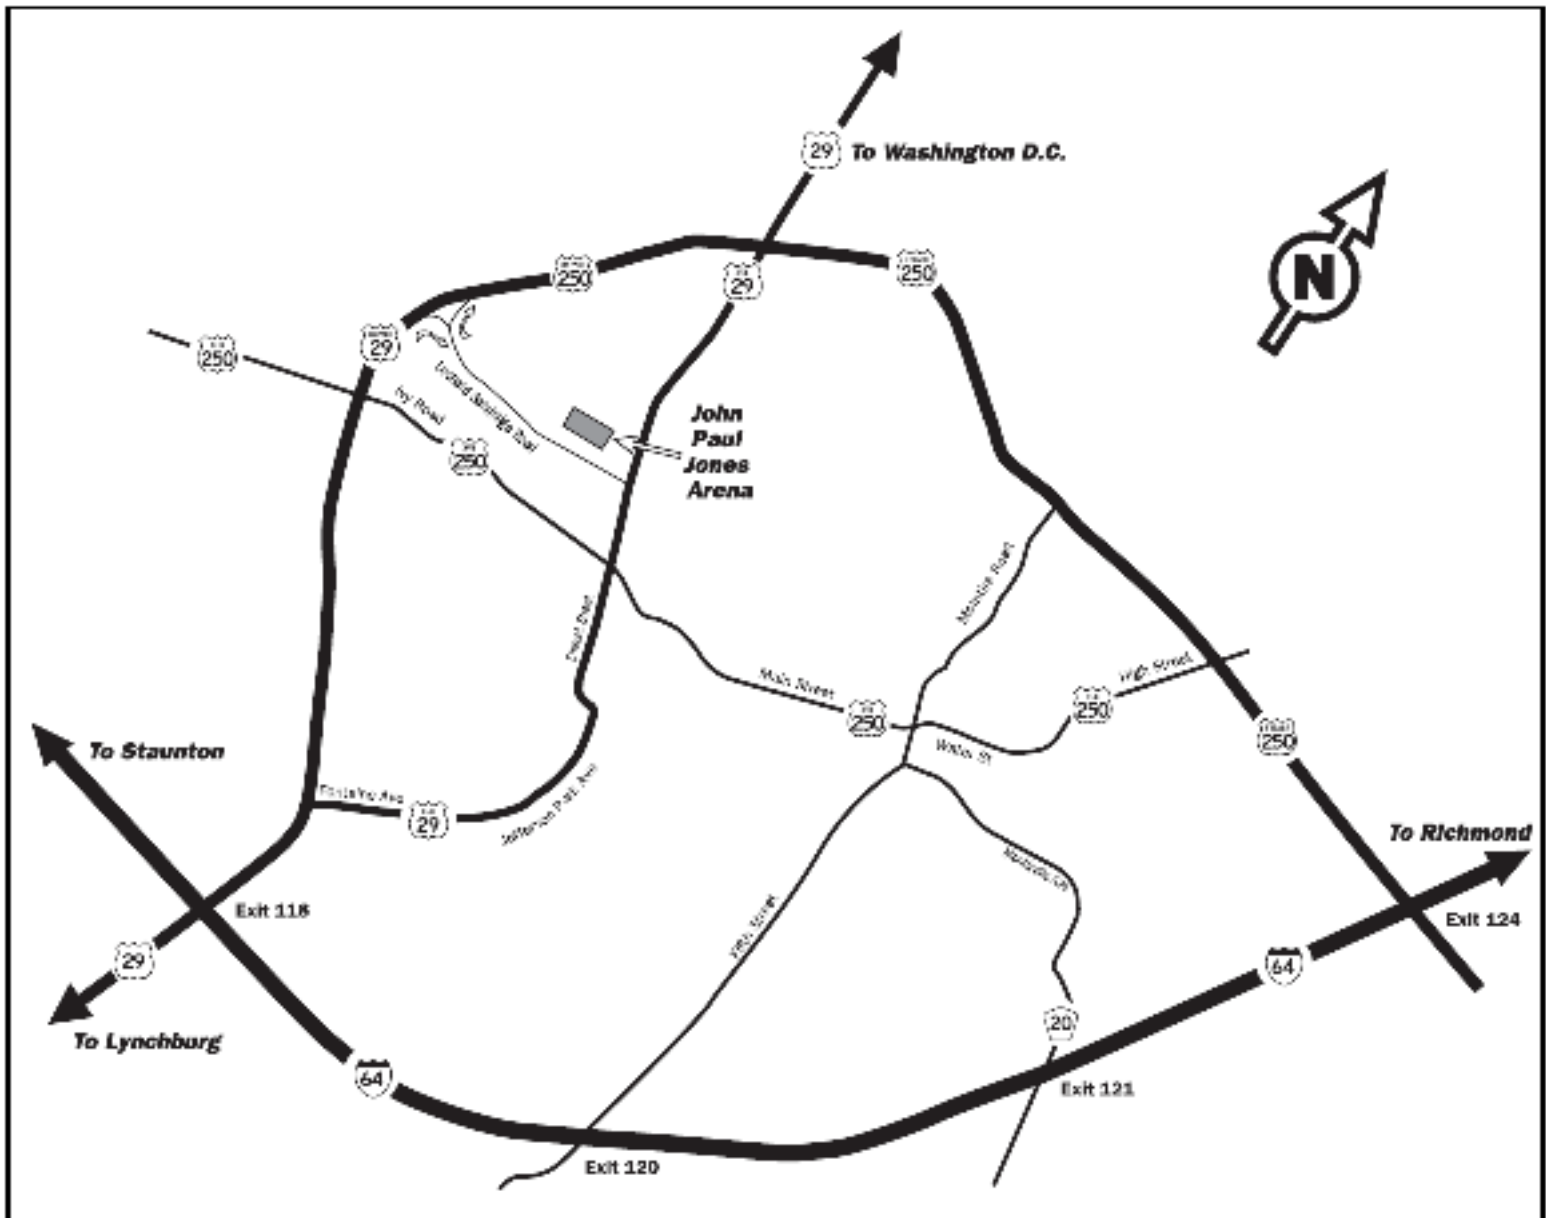 29
To Washington D.C.
N
250
250
29
29
250
Ivy Road
250
John
Paul
Jones
Arena
Main Street
250
Water St
250
High Street
250
To Staunton
Fontaine Ave
29
Jefferson Park Ave
To Richmond
Exit 118
Fifth Street
Exit 124
29
64
20
To Lynchburg
64
Exit 121
Exit 120